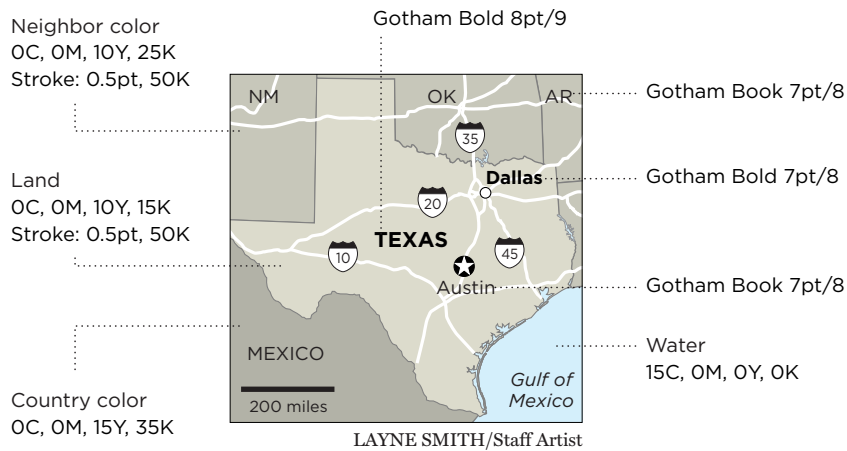 Gotham Bold 8pt/9
Neighbor color
0C, 0M, 10Y, 25K
Stroke: 0.5pt, 50K
Land
0C, 0M, 10Y, 15K
Stroke: 0.5pt, 50K
Country color
0C, 0M, 15Y, 35K
NM
OK
AR
35
Dallas
20
TEXAS
10
45
Austin
MEXICO
200 miles
Gulf of
Mexico
Gotham Book 7pt/8
Gotham Bold 7pt/8
Gotham Book 7pt/8
Water
15C, 0M, 0Y, 0K
LAYNE SMITH/Staff Artist